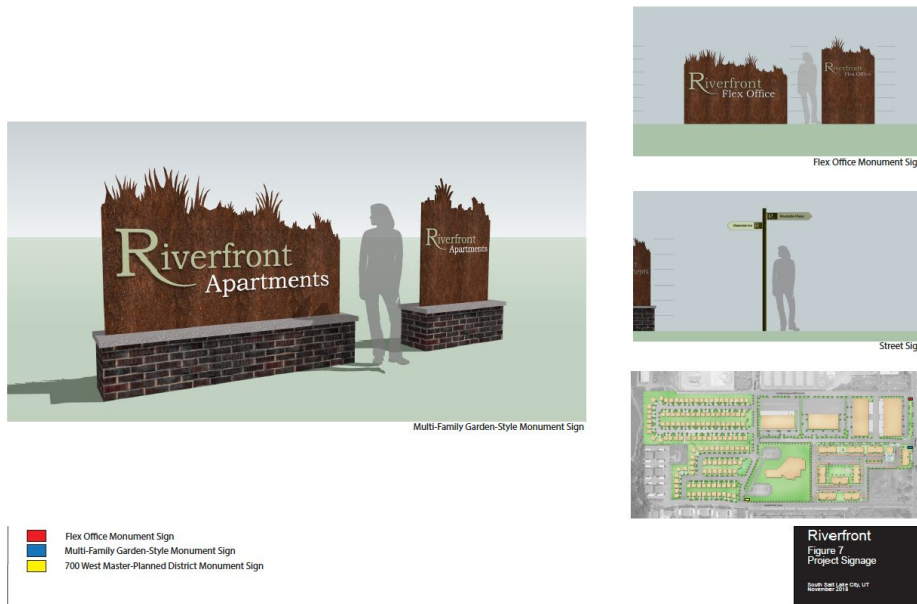 Riverfront
Apartments
Riverfront
Apartments
Multi-Family Garden-Style Monument Sign
Riverfront
Flex Office
Riverfront
Flex Office
Flex Office Monument Sig
Street Sig
Flex Office Monument Sign
Multi-Family Garden-Style Monument Sign
700 West Master-Planned District Monument Sign
Riverfront
Figure 7
Project Signage
South Salt Lake City, UT
November 2018